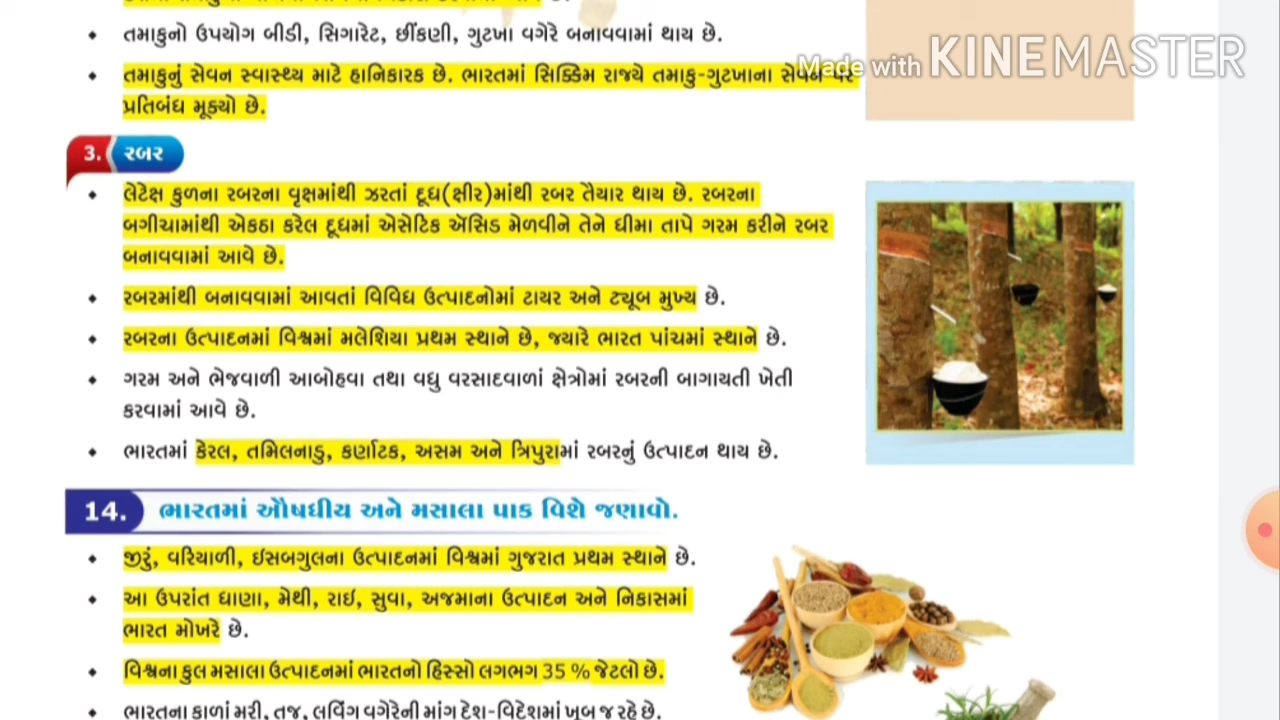 તમાકુનો ઉપયોગ બીડી, સિગારેટ, છીંકણી, ગુટખા વગેરે બનાવવામાં થાય છે.
તમાકુનું સેવન સ્વાસ્થ્ય માટે હાનિકારક છે. ભારતમાં સિક્કિમ રાજ્યે તમાકુ-ગુટખાના સેવન પર
Made with KINEMASTER
પ્રતિબંધ મૂક્યો છે.
3. રબર
લેટેક્ષ કુળના રબરના વૃક્ષમાંથી ઝરતાં દૂધ(ક્ષીર)માંથી રબર તૈયાર થાય છે. રબરના
બગીચામાંથી એકઠા કરેલ દૂધમાં એસેટિક ઍસિડ મેળવીને તેને ધીમા તાપે ગરમ કરીને રબર
બનાવવામાં આવે છે.
રબરમાંથી બનાવવામાં આવતાં વિવિધ ઉત્પાદનોમાં ટાયર અને ટ્યૂબ મુખ્ય છે.
રબરના ઉત્પાદનમાં વિશ્વમાં મલેશિયા પ્રથમ સ્થાને છે, જ્યારે ભારત પાંચમાં સ્થાને છે.
ગરમ અને ભેજવાળી આબોહવા તથા વધુ વરસાદવાળાં ક્ષેત્રોમાં રબરની બાગાયતી ખેતી
કરવામાં આવે છે.
ભારતમાં કેરલ, તમિલનાડુ, કર્ણાટક, અસમ અને ત્રિપુરામાં રબરનું ઉત્પાદન થાય છે.
14. ભારતમાં ઔષધીય અને મસાલા પાક વિશે જણાવો.
જીરું, વરિયાળી, ઈસબગુલના ઉત્પાદનમાં વિશ્વમાં ગુજરાત પ્રથમ સ્થાને છે.
આ ઉપરાંત ધાણા, મેથી, રાઇ, સુવા, અજમાના ઉત્પાદન અને નિકાસમાં
ભારત મોખરે છે.
વિશ્વના કુલ મસાલા ઉત્પાદનમાં ભારતનો હિસ્સો લગભગ 35 % જેટલો છે.
ભારતના કાળાં મરી, તજ, લવિંગ વગેરેની માંગ દેશ-વિદેશમાં ખૂબ જ રહે છે.